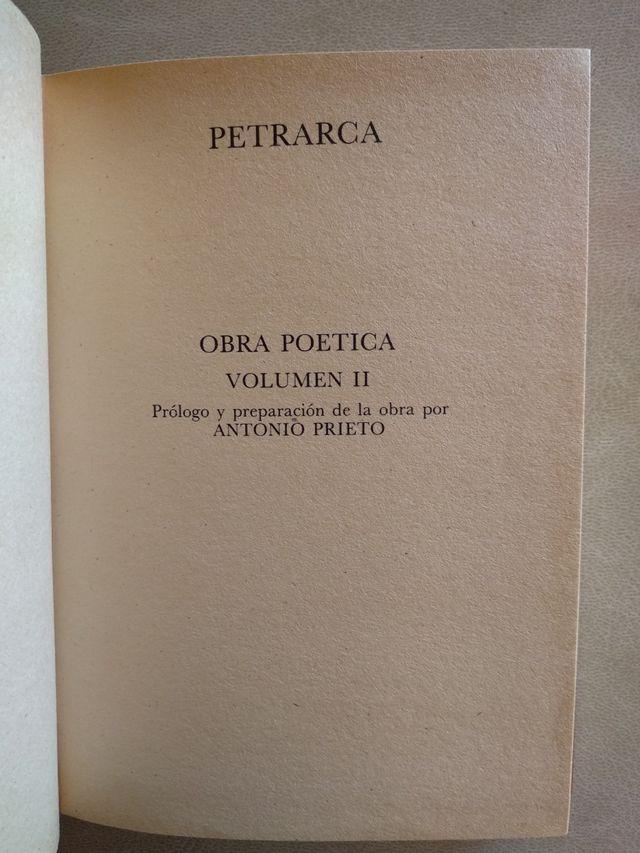 PETRARCA
OBRA POETICA
VOLUMEN II
Prólogo y preparación de la obra por
ANTONIO PRIETO